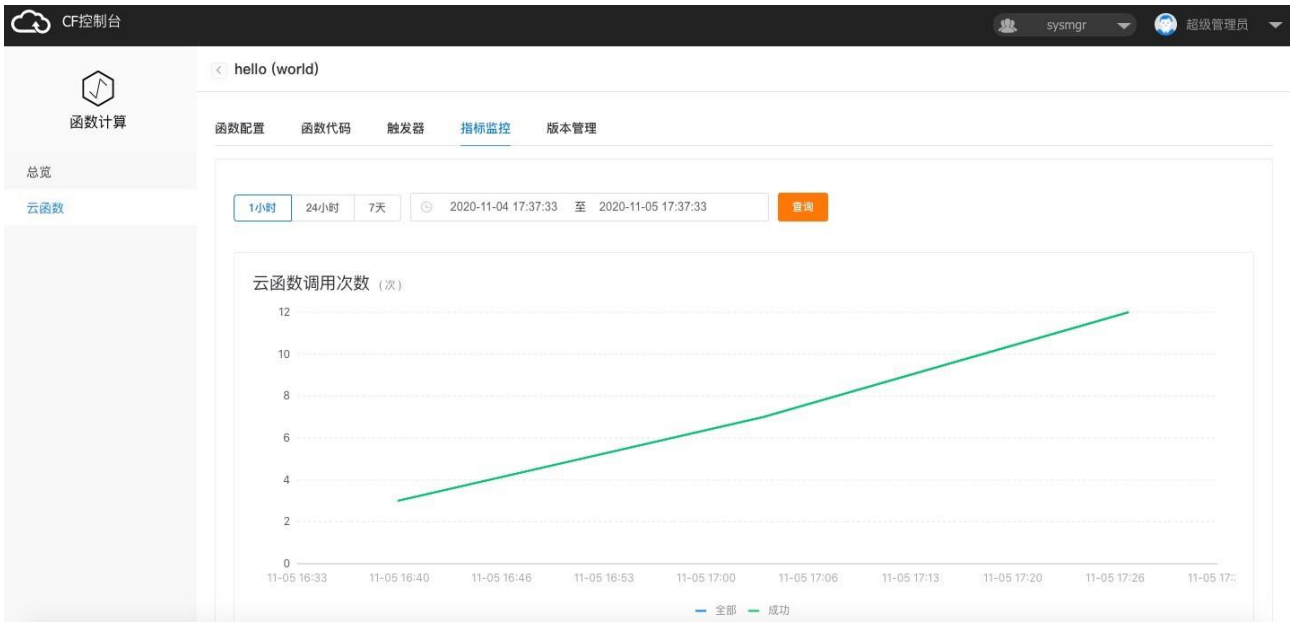 CF控制台 sysmgr 超级管理员
函数计算
总览
云函数
hello (world)
函数配置 函数代码 触发器 指标监控 版本管理
1小时 24小时 7天 2020-11-04 17:37:33 至 2020-11-05 17:37:33 查询
云函数调用次数 (次)
12
10
8
6
4
2
0
11-05 16:33 11-05 16:40 11-05 16:46 11-05 16:53 11-05 17:00 11-05 17:06 11-05 17:13 11-05 17:20 11-05 17:26 11-05 17:
全部 成功